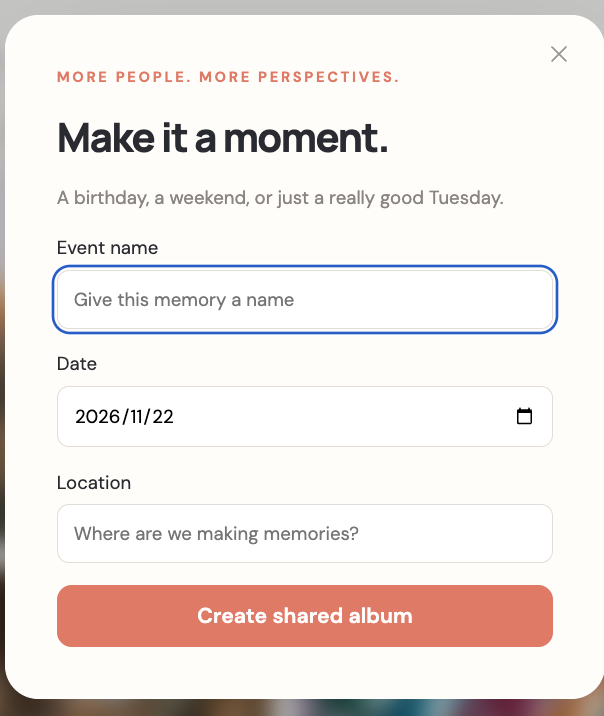 MORE PEOPLE. MORE PERSPECTIVES.
Make it a moment.
A birthday, a weekend, or just a really good Tuesday.
Event name
Give this memory a name
Date
2026/11/22
Location
Where are we making memories?
Create shared album